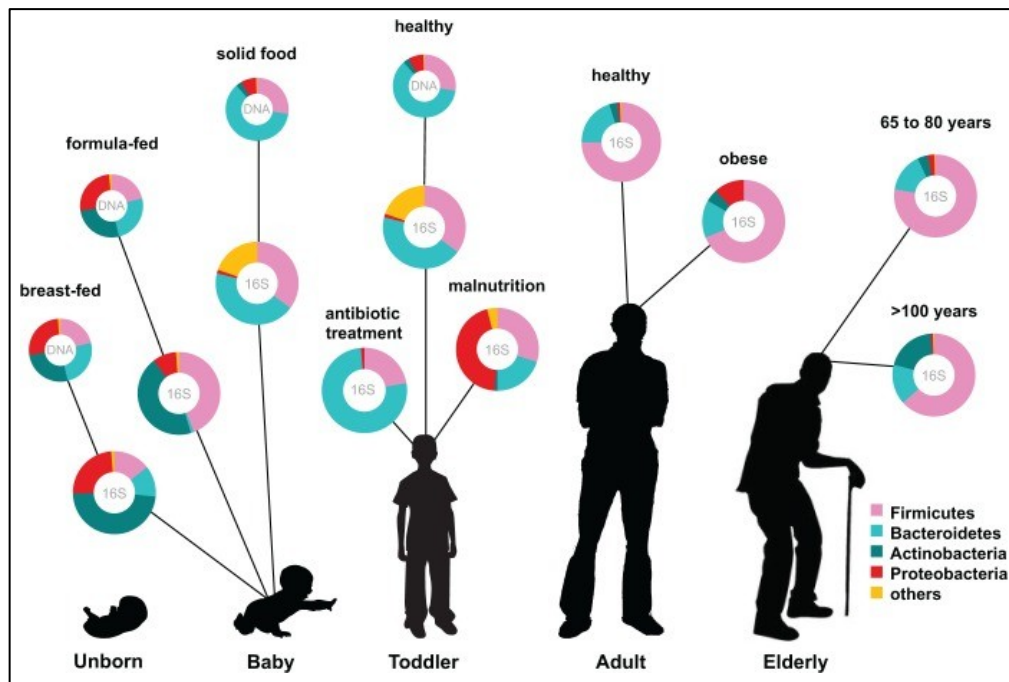 healthy
solid food
DNA
DNA
healthy
65 to 80 years
formula-fed
16S
obese
16S
DNA
16S
16S
breast-fed
16S
malnutrition
>100 years
antibiotic
treatment
DNA
16S
16S
16S
16S
16S
Firmicutes
Bacteroidetes
Actinobacteria
Proteobacteria
others
Unborn
Baby
Toddler
Adult
Elderly